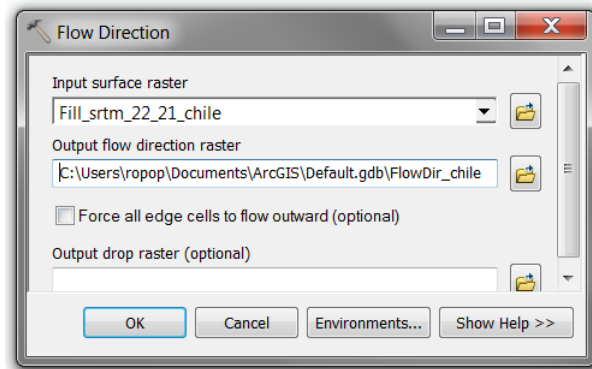 Flow Direction
Input surface raster
Fill_srtm_22_21_chile
Output flow direction raster
C:\Users\ropop\Documents\ArcGIS\Default.gdb\FlowDir_chile
Force all edge cells to flow outward (optional)
Output drop raster (optional)
OK Cancel Environments... Show Help >>